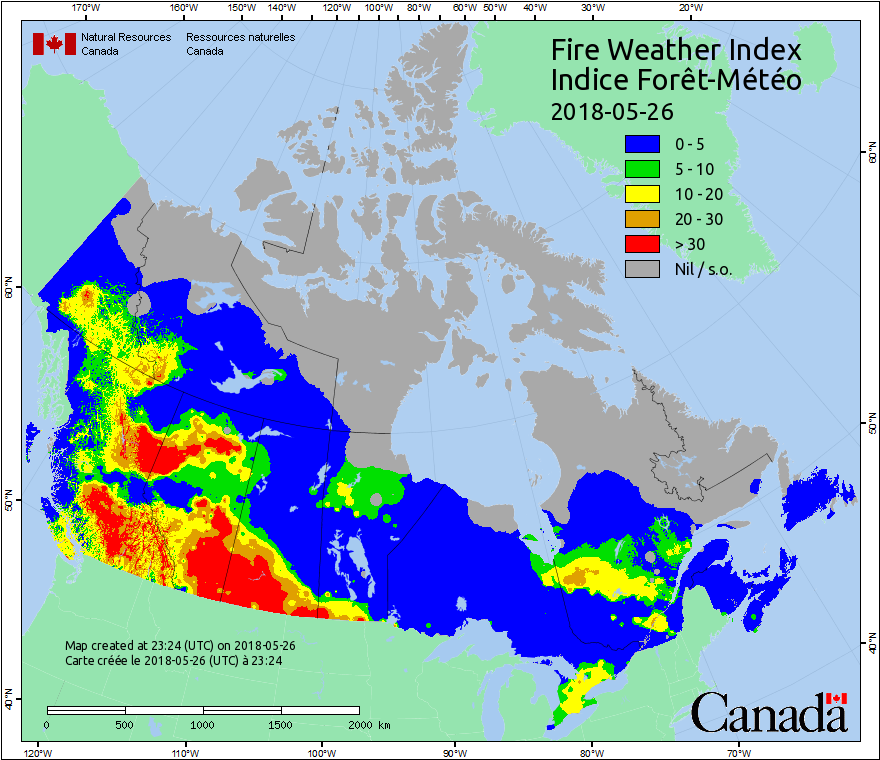 170°W 160°W 150°W 140°W 120°W 100°W 80°W 60°W 50°W 40°W 30°W 20°W
Natural Resources Ressources naturelles
Canada Canada
Fire Weather Index
Indice Forêt-Météo
2018-05-26
0 - 5
5 - 10
10 - 20
20 - 30
> 30
Nil / s.o.
60°N 60°N
50°N 50°N
40°N 40°N
Map created at 23:24 (UTC) on 2018-05-26
Carte créée le 2018-05-26 (UTC) à 23:24
0 500 1000 1500 2000 km
Canada
120°W 110°W 100°W 90°W 80°W 70°W